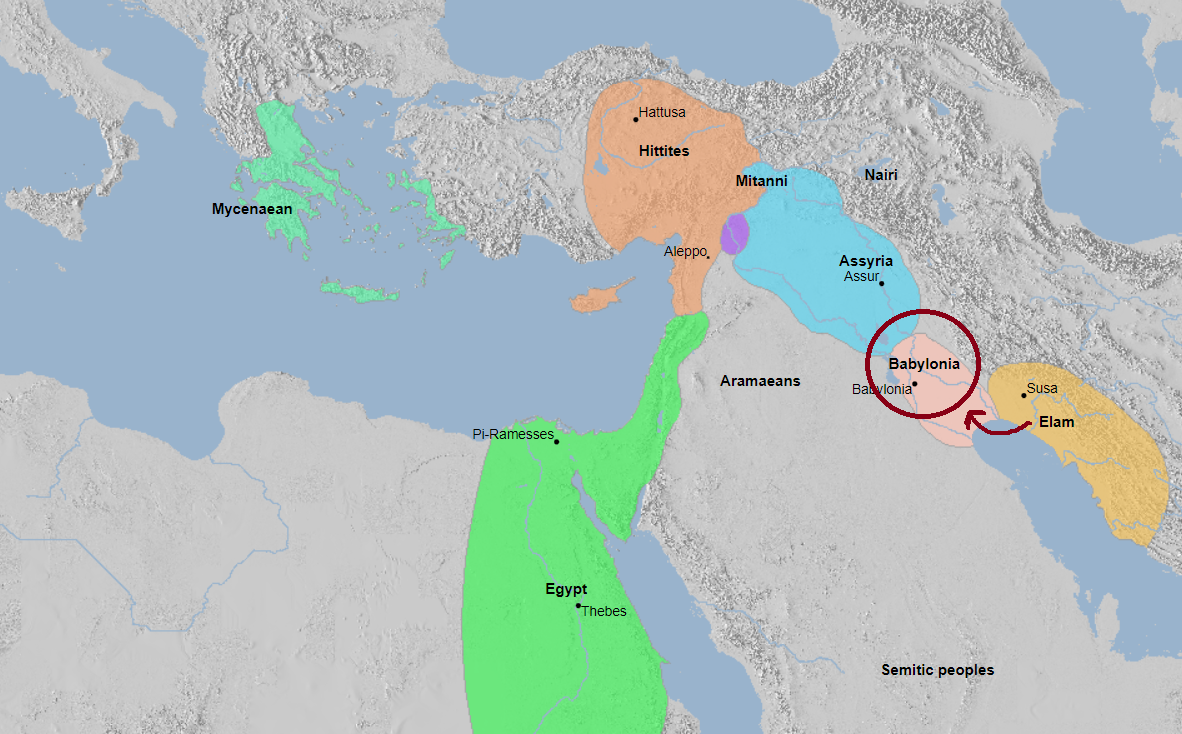 Hattusa
Hittites
Mitanni
Nairi
Mycenaean
Aleppo
Assyria
Assur
Babylonia
Babylonia
Aramaeans
Susa
Elam
Pi-Ramesses
Egypt
Thebes
Semitic peoples